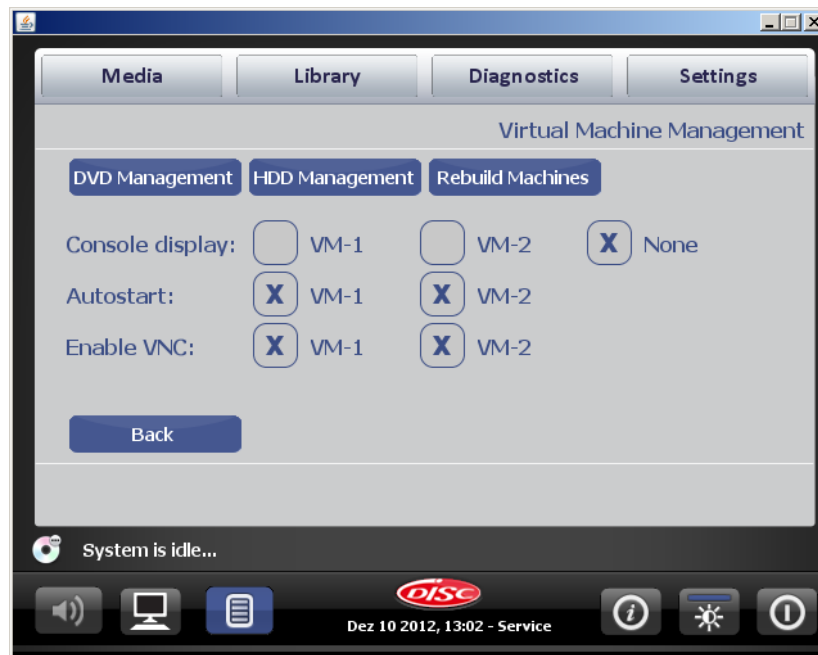 Media Library Diagnostics Settings
Virtual Machine Management
DVD Management HDD Management Rebuild Machines
Console display: VM-1 VM-2 X None
Autostart: X VM-1 X VM-2
Enable VNC: X VM-1 X VM-2
Back
System is idle...
DISC
Dez 10 2012, 13:02 - Service